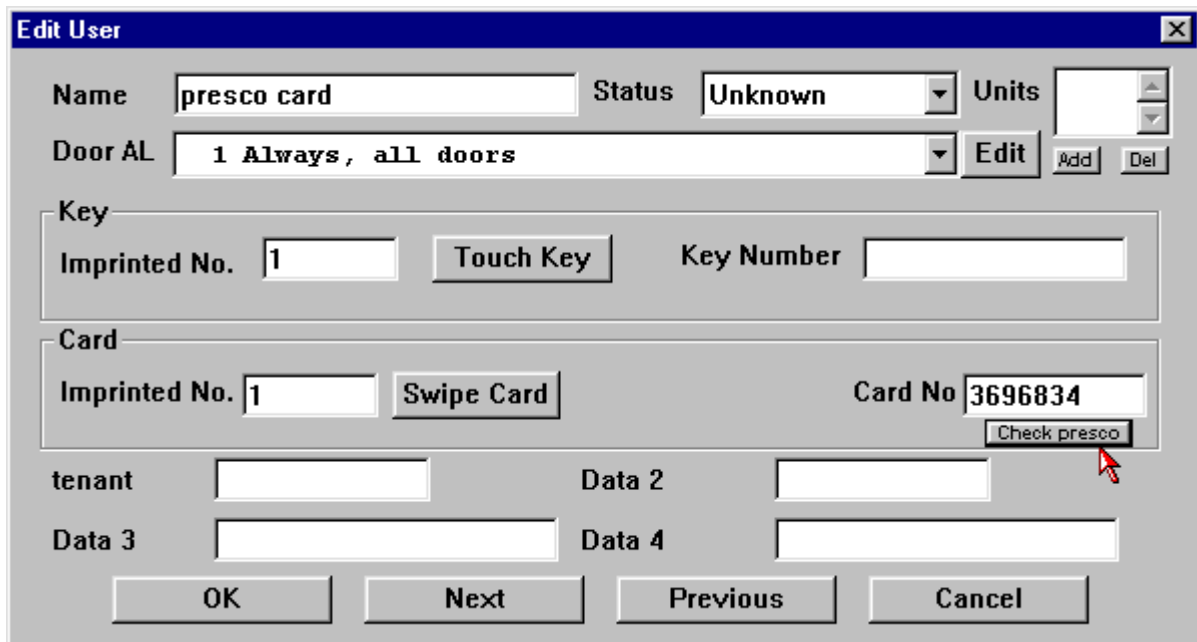 Edit User
Name presco card Status Unknown Units
Door AL 1 Always, all doors Edit Add Del
Key
Imprinted No. 1 Touch Key Key Number
Card
Imprinted No. 1 Swipe Card Card No 3696834
Check presco
tenant Data 2
Data 3 Data 4
OK Next Previous Cancel